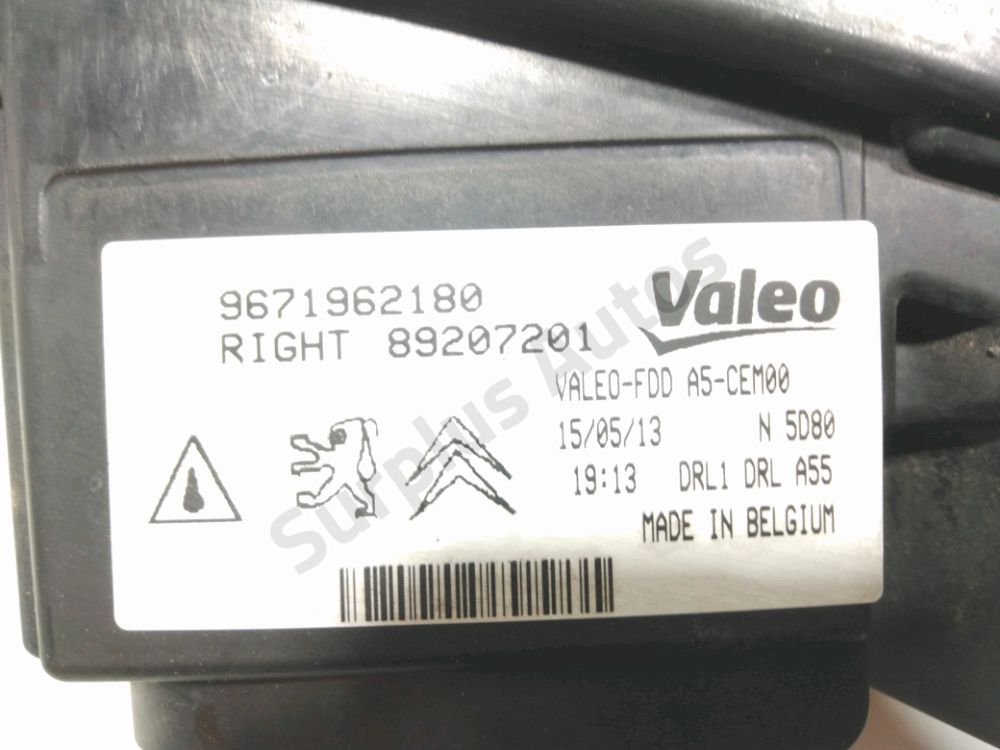 9671962180
RIGHT 89207201
Valeo
VALEO-FDD A5-CEM00
15/05/13 N 5D80
19:13 DRL1 DRL A55
MADE IN BELGIUM
Surplus Autos